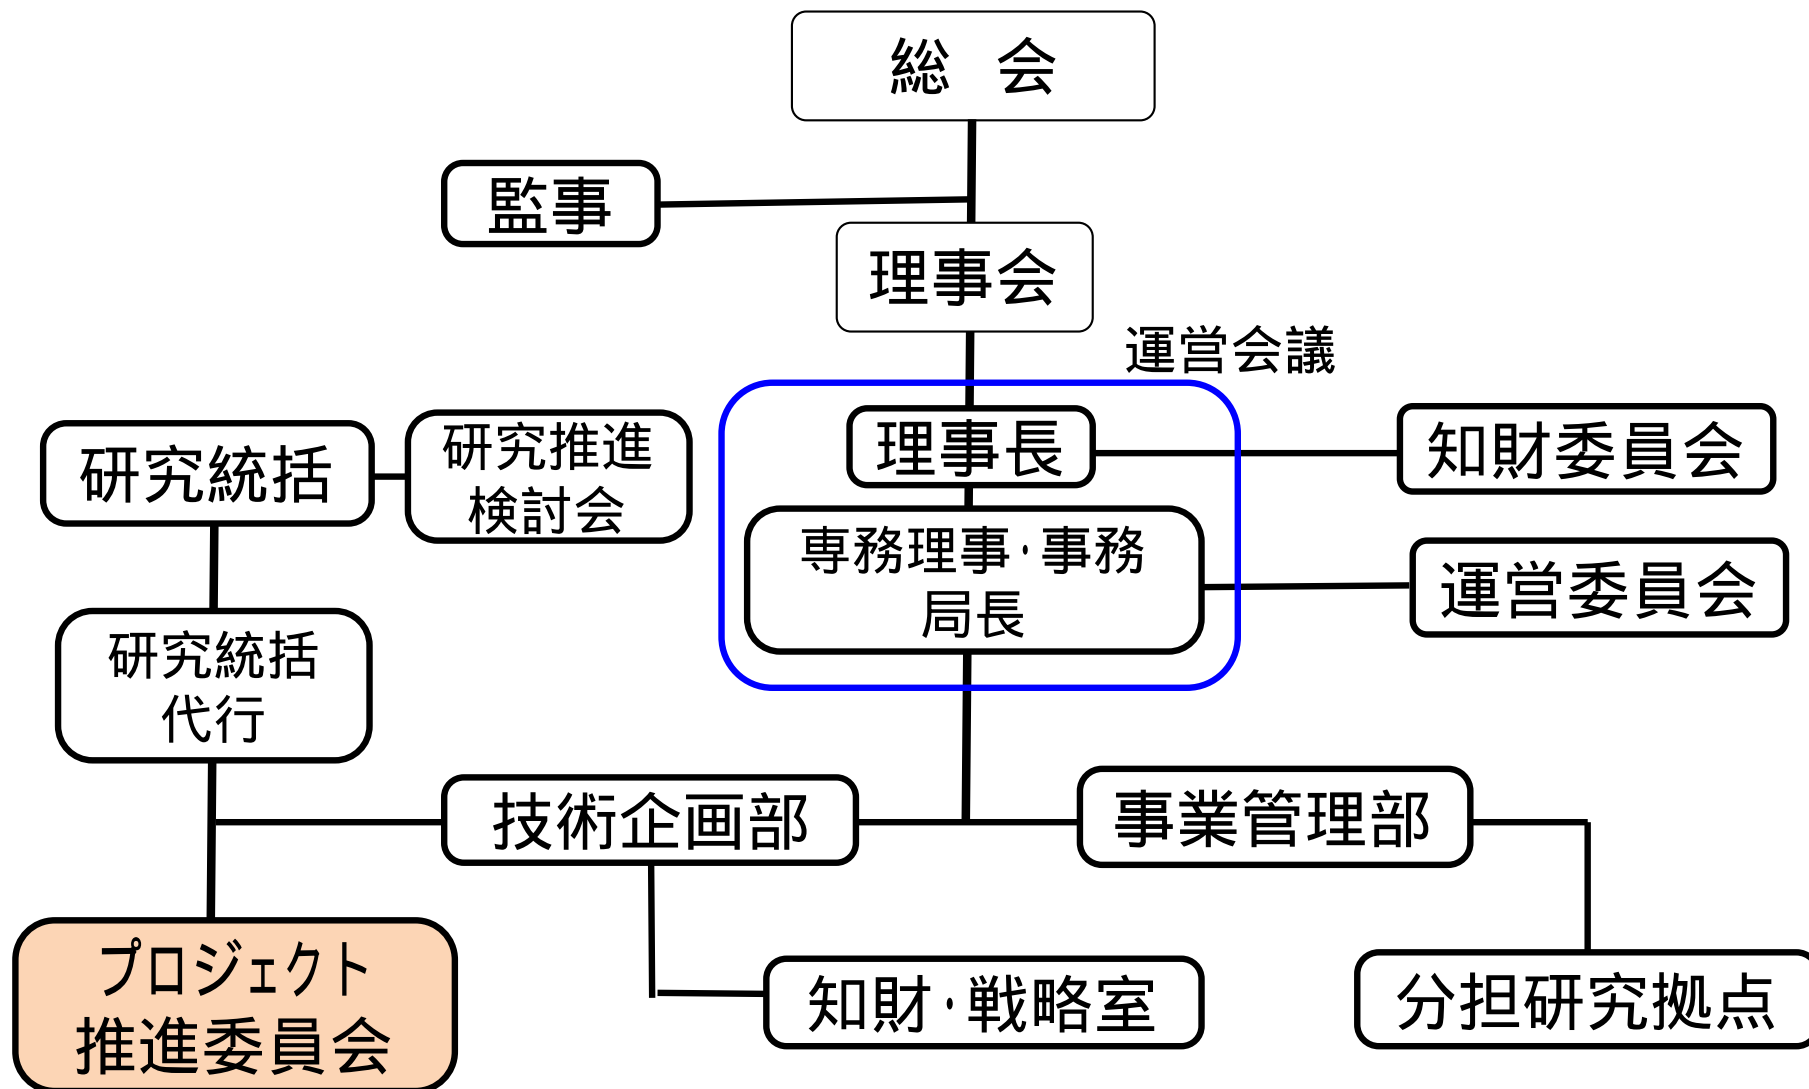 総 会
監事
理事会
運営会議
理事長
専務理事･事務
局長
知財委員会
運営委員会
研究統括
研究推進
検討会
研究統括
代行
技術企画部
事業管理部
プロジェクト
推進委員会
知財･戦略室
分担研究拠点